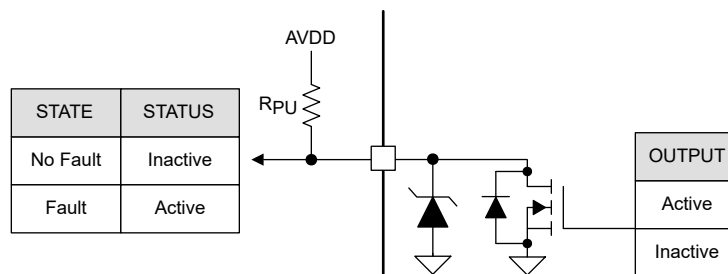 AVDD
RPU
STATE STATUS
No Fault Inactive
Fault Active
OUTPUT
Active
Inactive